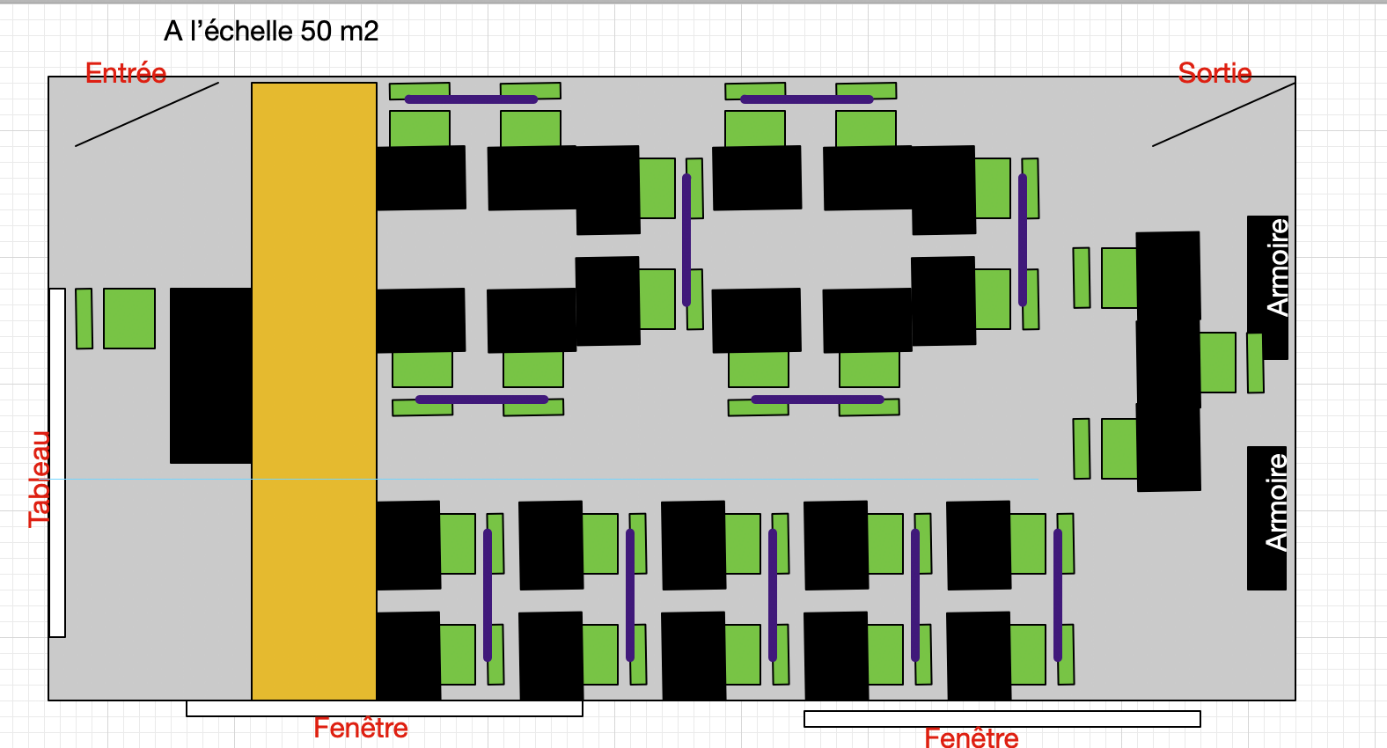 A l’échelle 50 m2
Entrée
Sortie
Armoire
Tableau
Armoire
Fenêtre
Fenêtre